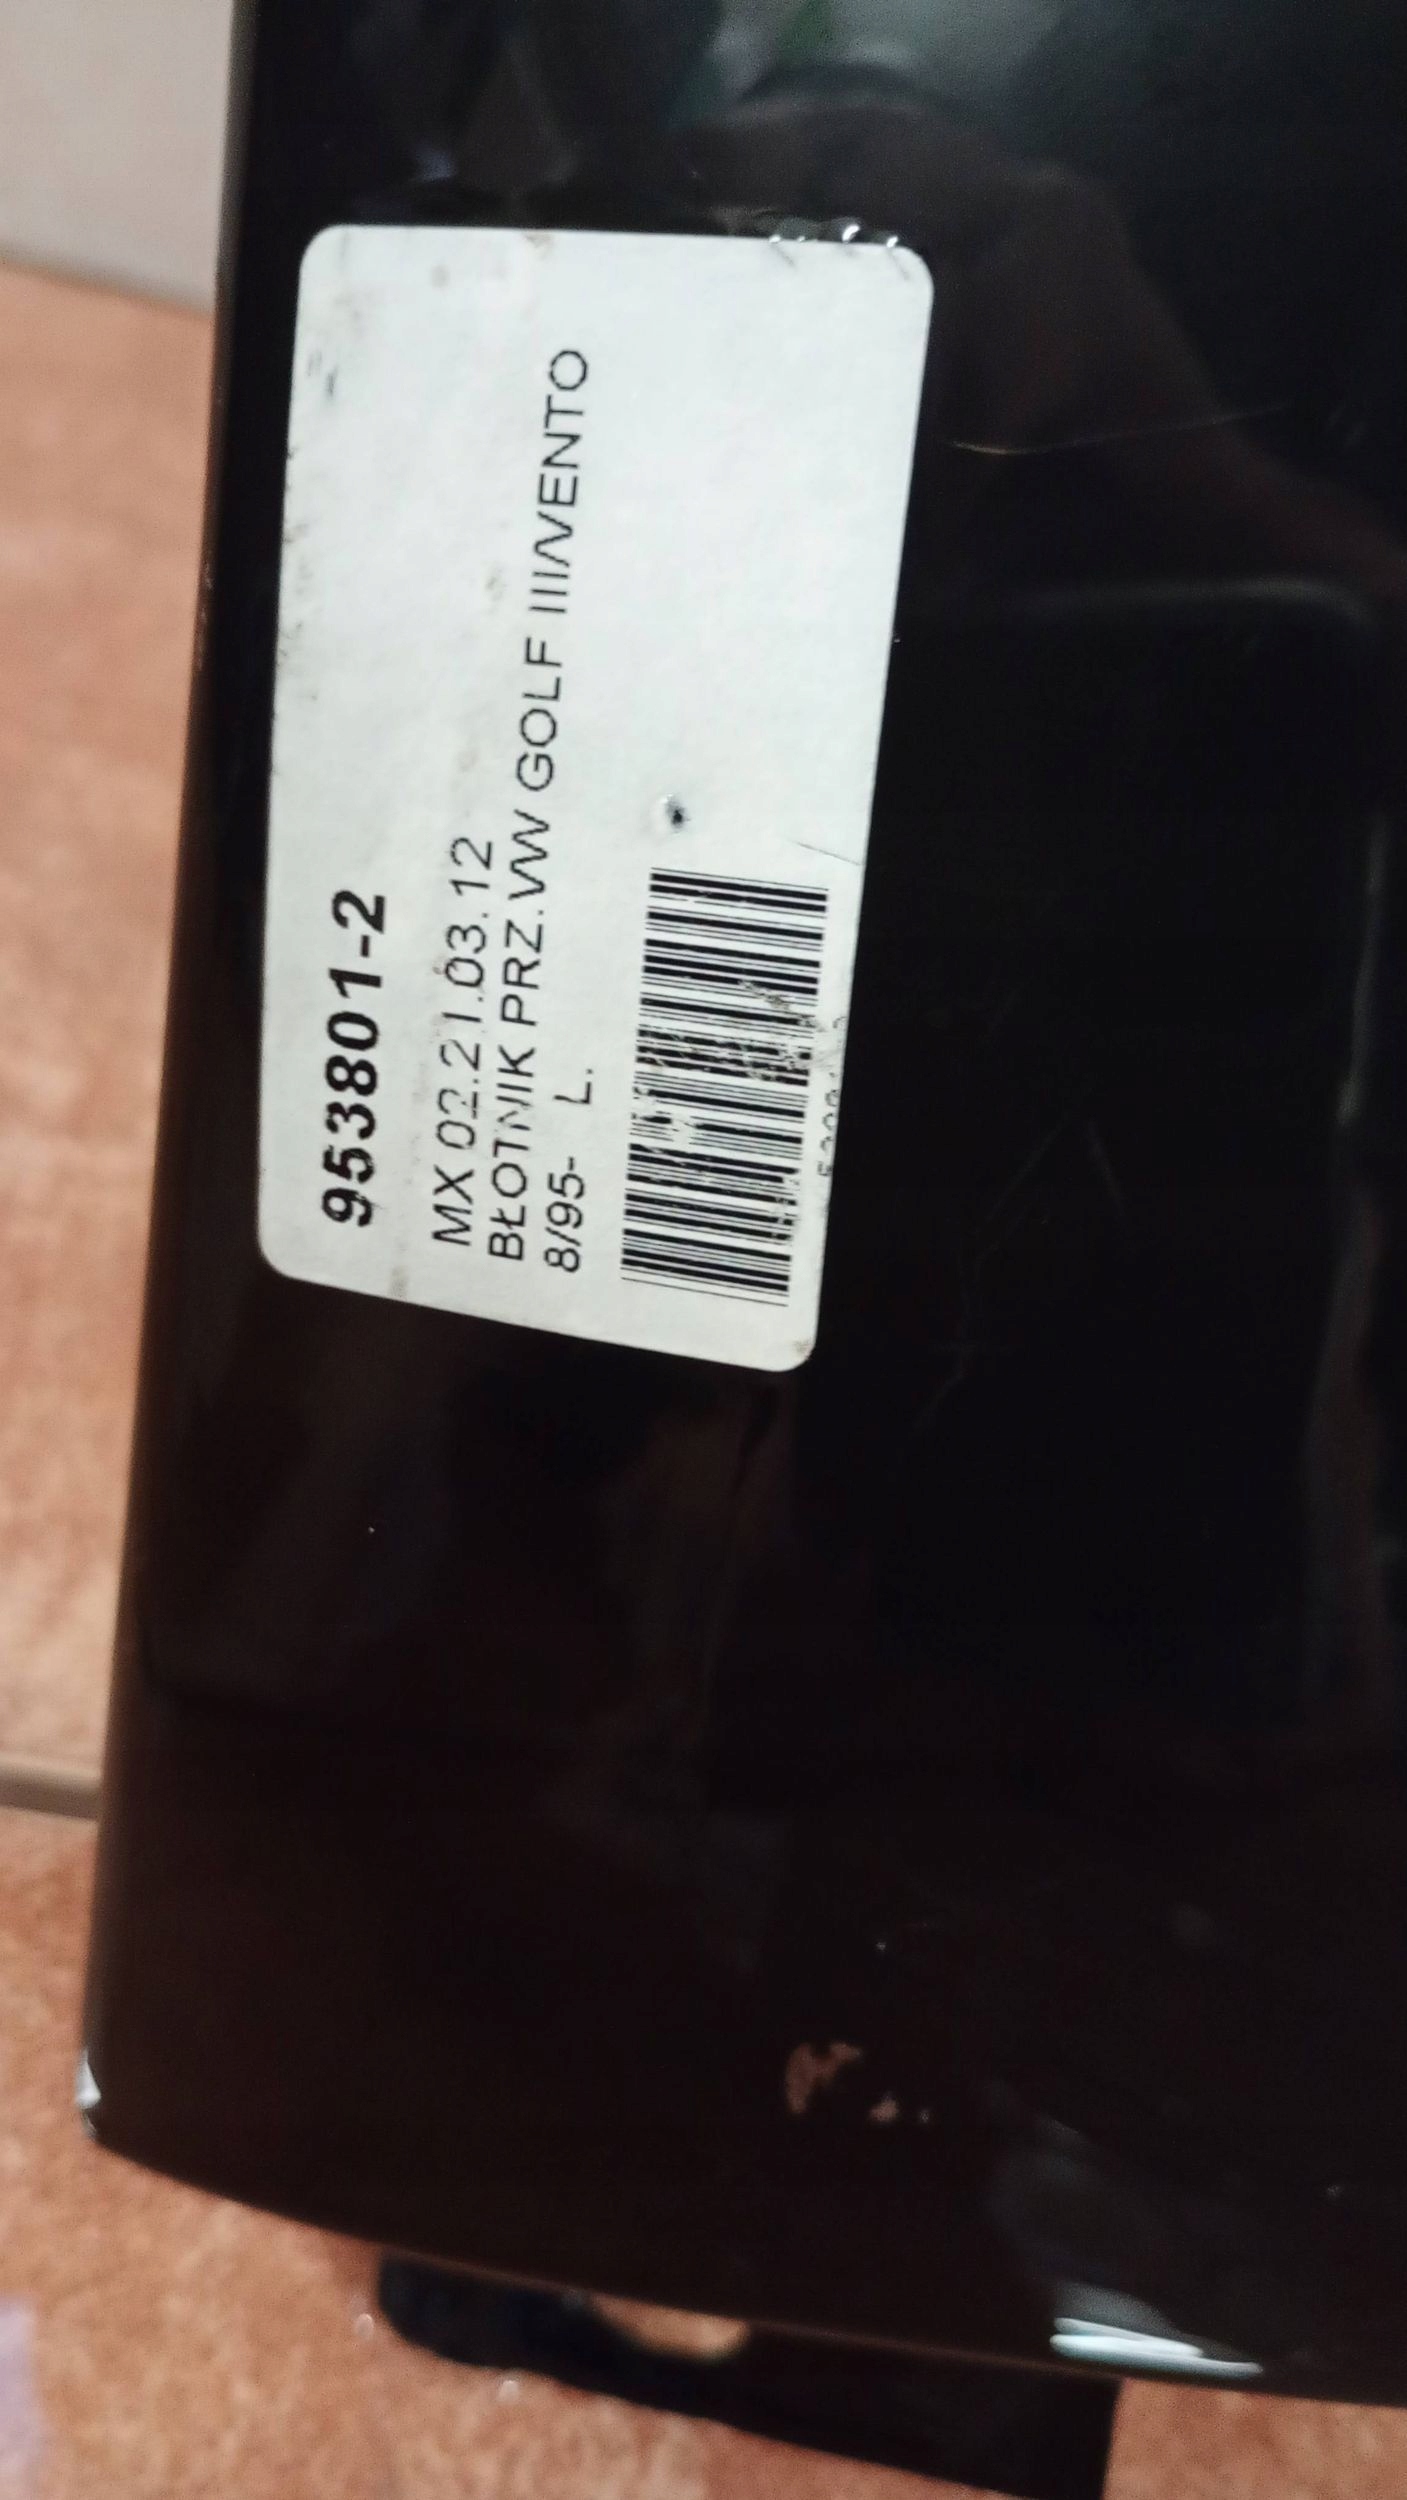 953801-2
MX 02.21.03.12
BŁOTNIK PRZ.VW GOLF III/VENTO
8/95- L.